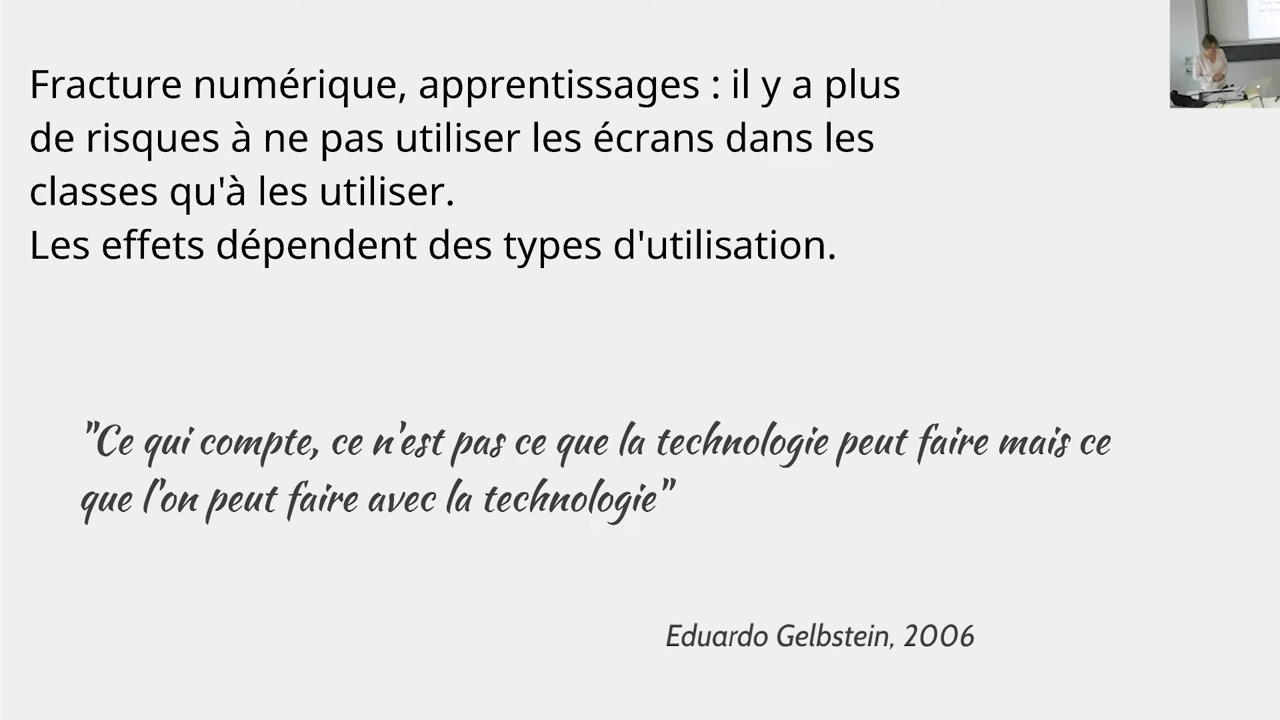 Fracture numérique, apprentissages : il y a plus
de risques à ne pas utiliser les écrans dans les
classes qu'à les utiliser.
Les effets dépendent des types d'utilisation.
"Ce qui compte, ce n'est pas ce que la technologie peut faire mais ce
que l'on peut faire avec la technologie"
Eduardo Gelbstein, 2006